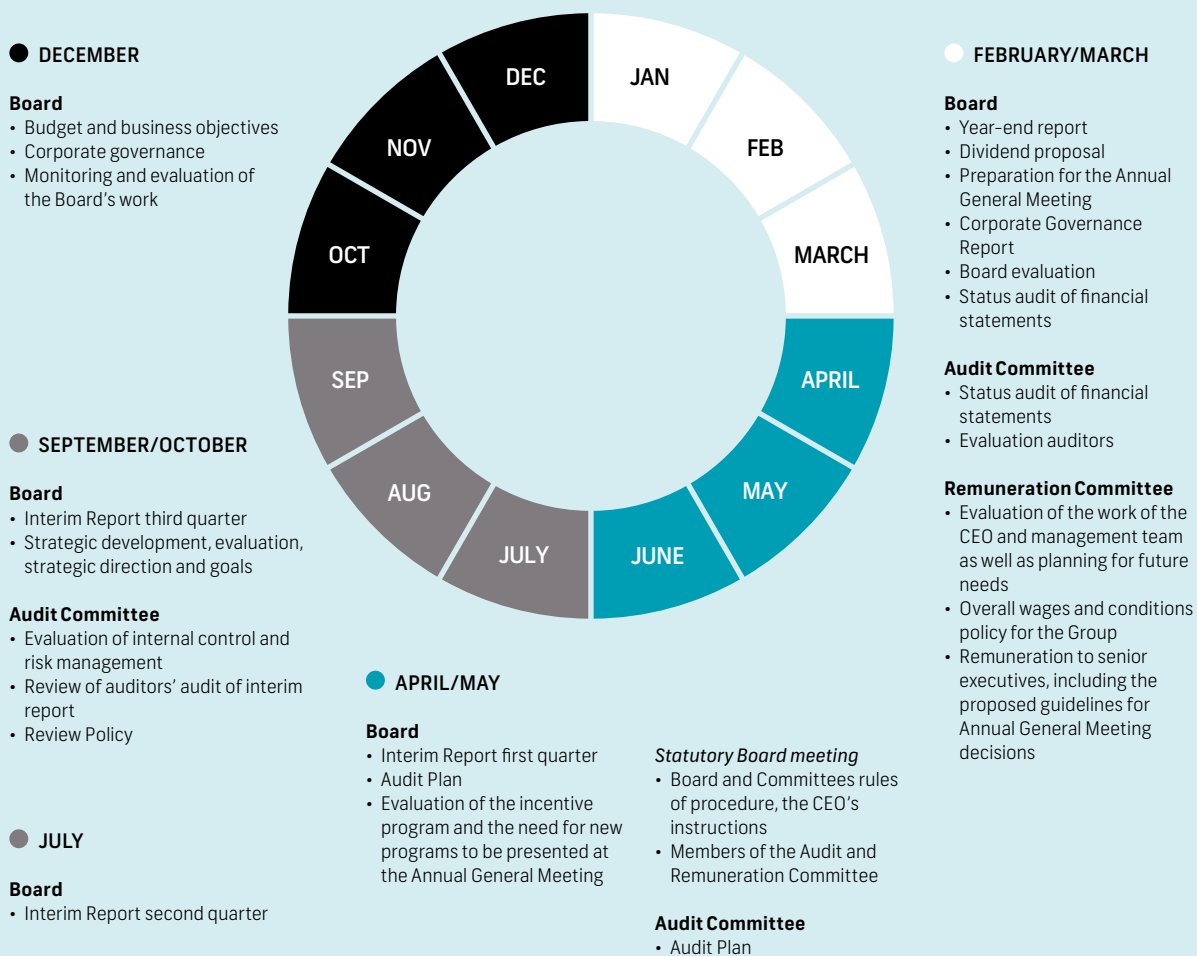 DEC
JAN
FEB
MARCH
APRIL
MAY
JUNE
JULY
AUG
SEP
OCT
NOV
DECEMBER
Board
• Budget and business objectives
• Corporate governance
• Monitoring and evaluation of
the Board's work
SEPTEMBER/OCTOBER
Board
• Interim Report third quarter
• Strategic development, evaluation,
strategic direction and goals
Audit Committee
• Evaluation of internal control and
risk management
• Review of auditors' audit of interim
report
• Review Policy
JULY
Board
• Interim Report second quarter
APRIL/MAY
Board
• Interim Report first quarter
• Audit Plan
• Evaluation of the incentive
program and the need for new
programs to be presented at
the Annual General Meeting
Statutory Board meeting
• Board and Committees rules
of procedure, the CEO's
instructions
• Members of the Audit and
Remuneration Committee
Audit Committee
• Audit Plan
FEBRUARY/MARCH
Board
• Year-end report
• Dividend proposal
• Preparation for the Annual
General Meeting
• Corporate Governance
Report
• Board evaluation
• Status audit of financial
statements
Audit Committee
• Status audit of financial
statements
• Evaluation auditors
Remuneration Committee
• Evaluation of the work of the
CEO and management team
as well as planning for future
needs
• Overall wages and conditions
policy for the Group
• Remuneration to senior
executives, including the
proposed guidelines for
Annual General Meeting
decisions